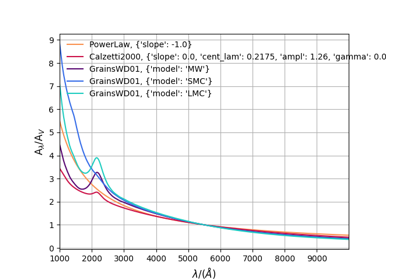 PowerLaw, {'slope': -1.0}
Calzetti2000, {'slope': 0.0, 'cent_lam': 0.2175, 'ampl': 1.26, 'gamma': 0.0
GrainsWD01, {'model': 'MW'}
GrainsWD01, {'model': 'SMC'}
GrainsWD01, {'model': 'LMC'}
9
8
7
6
5
4
3
2
1
0
Aλ/AV
1000 2000 3000 4000 5000 6000 7000 8000 9000
λ/(Å)